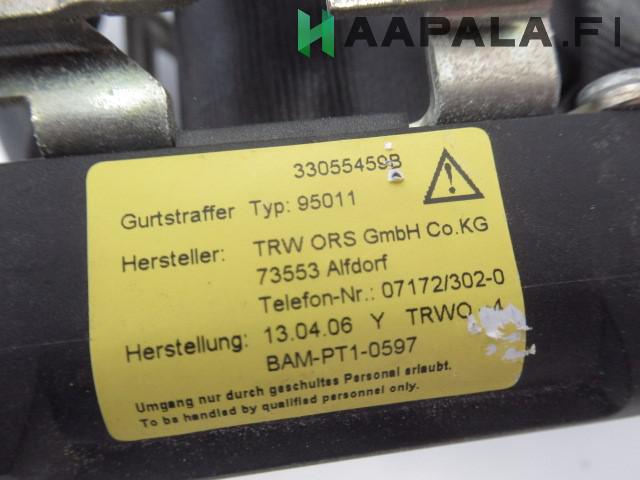 HAAPALA.FI
33055459B
Gurtstraffer Typ: 95011
Hersteller: TRW ORS GmbH Co.KG
73553 Alfdorf
Telefon-Nr.: 07172/302-0
Herstellung: 13.04.06 Y TRWO 4
BAM-PT1-0597
Umgang nur durch geschultes Personal erlaubt.
To be handled by qualified personnel only.